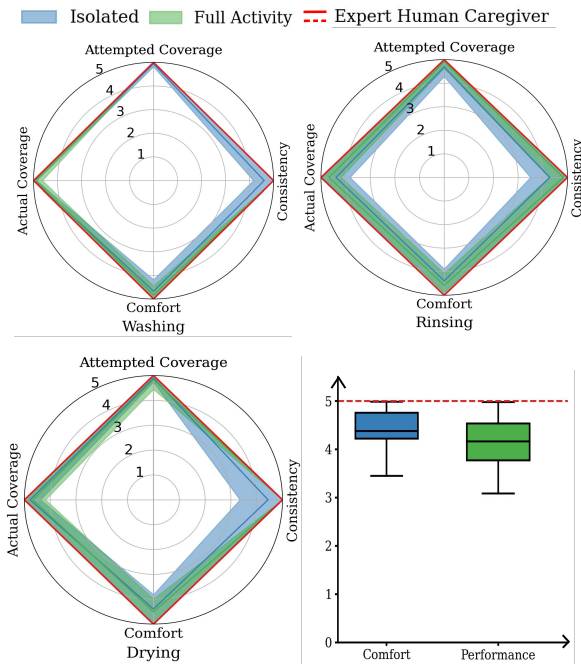 Isolated
Full Activity
Expert Human Caregiver
Attempted Coverage
5
4
3
2
1
Actual Coverage
Consistency
Comfort
Washing
Attempted Coverage
5
4
3
2
1
Actual Coverage
Consistency
Comfort
Rinsing
Attempted Coverage
5
4
3
2
1
Actual Coverage
Consistency
Comfort
Drying
5
4
3
2
1
0
Comfort
Performance